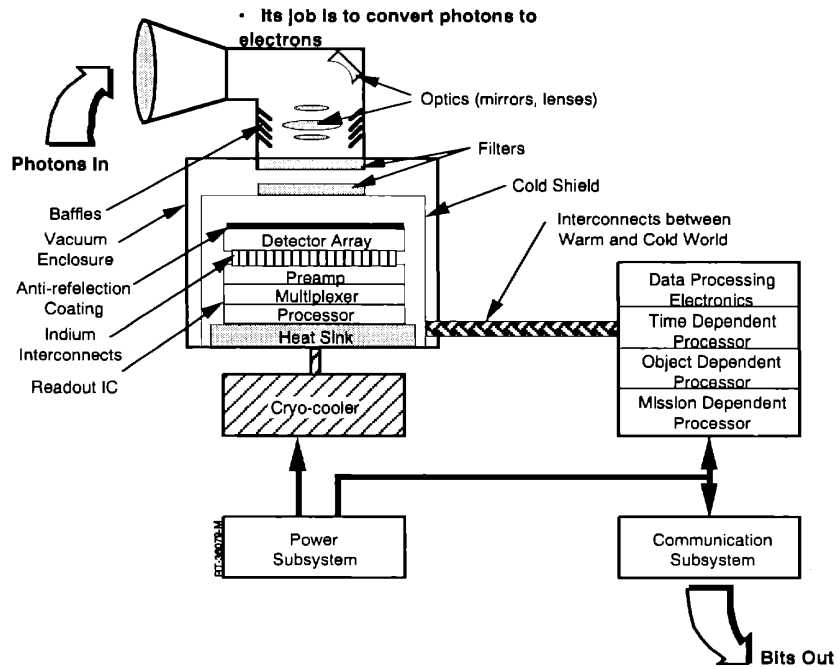 • Its job is to convert photons to
electrons
Optics (mirrors, lenses)
Photons In
Filters
Cold Shield
Baffles
Vacuum
Enclosure
Interconnects between
Warm and Cold World
Detector Array
Anti-refelection
Coating
Preamp
Multiplexer
Processor
Indium
Interconnects
Heat Sink
Readout IC
Data Processing
Electronics
Time Dependent
Processor
Object Dependent
Processor
Mission Dependent
Processor
Cryo-cooler
Power
Subsystem
Communication
Subsystem
Bits Out